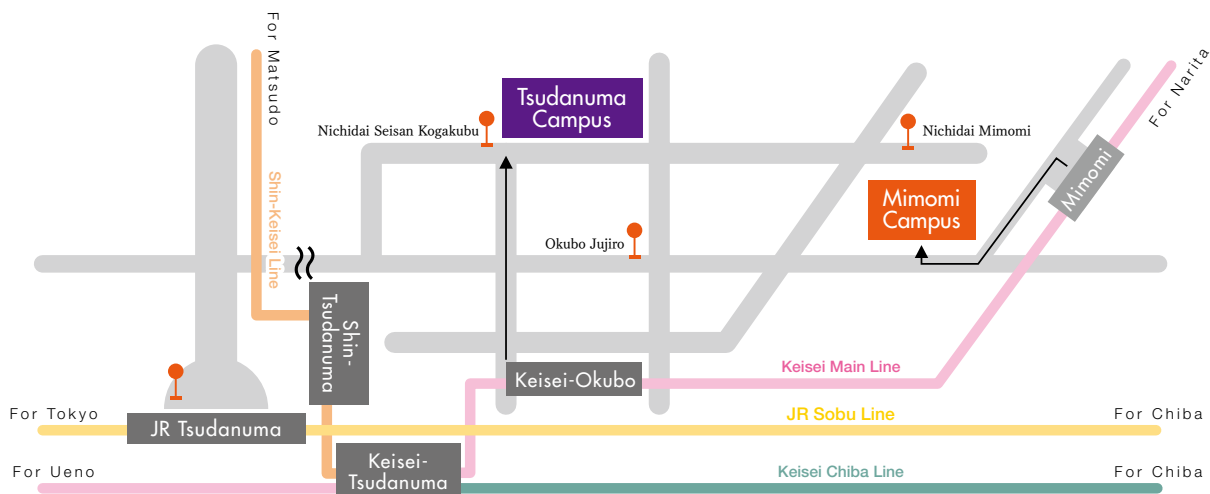 For Matsudo
For Narita
Tsudanuma
Campus
Nichidai Seisan Kogakubu
Nichidai Mimomi
Mimomi
Shin-Keisei Line
Mimomi
Campus
Okubo Jujiro
Shin-
Tsudanuma
Keisei Main Line
Keisei-Okubo
For Tokyo
JR Tsudanuma
JR Sobu Line
For Chiba
For Ueno
Keisei-
Tsudanuma
Keisei Chiba Line
For Chiba